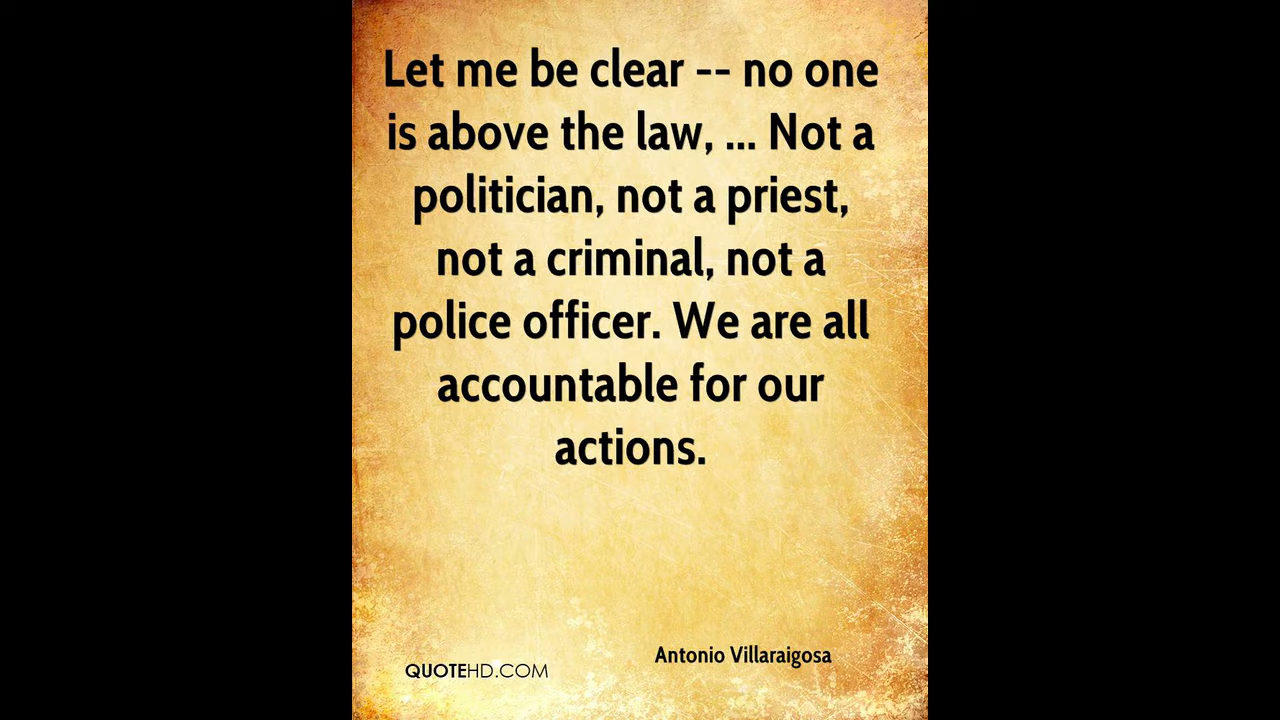 Let me be clear -- no one
is above the law, ... Not a
politician, not a priest,
not a criminal, not a
police officer. We are all
accountable for our
actions.
Antonio Villaraigosa
QUOTEHD.COM